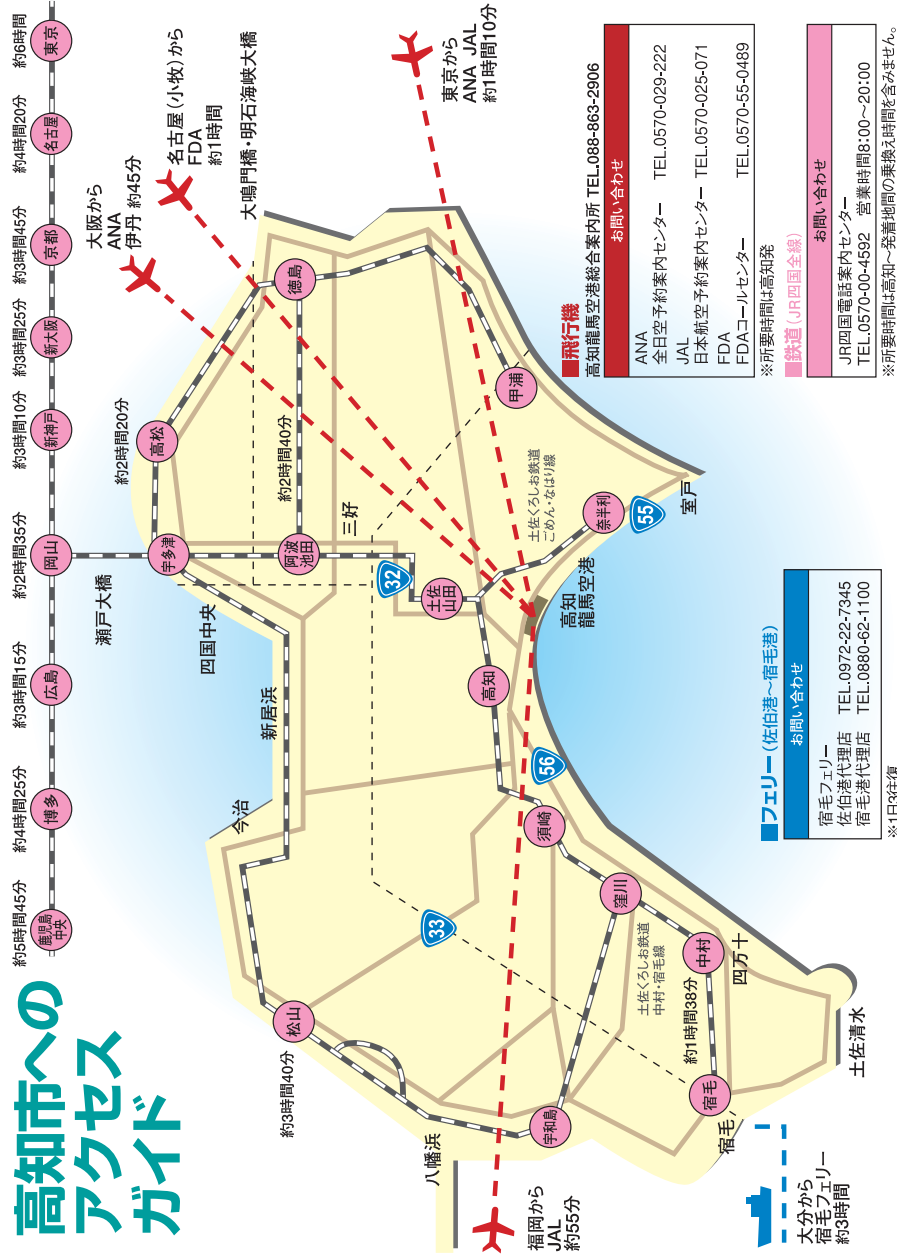 高知市への
アクセス
ガイド
約5時間45分
約4時間25分
約3時間15分
約2時間35分
約3時間10分
約3時間25分
約3時間45分
約4時間20分
約6時間
鹿児島
中央
博多
広島
岡山
新神戸
新大阪
京都
名古屋
東京
大阪から
ANA
伊丹 約45分
名古屋(小牧)から
FDA
約1時間
大鳴門橋・明石海峡大橋
瀬戸大橋
約2時間20分
高松
宇多津
徳島
四国中央
新居浜
今治
約2時間40分
阿波
池田
三好
松山
約3時間40分
32
33
土佐
山田
高知
東京から
ANA JAL
約1時間10分
甲浦
土佐くろしお鉄道
ごめん・なはり線
奈半利
55
室戸
高知
龍馬空港
56
須崎
窪川
土佐くろしお鉄道
中村・宿毛線
中村
四万十
約1時間38分
宿毛
宿毛
土佐清水
宇和島
八幡浜
福岡から
JAL
約55分
大分から
宿毛フェリー
約3時間
■フェリー(佐伯港〜宿毛港)
お問い合わせ
宿毛フェリー
佐伯港代理店 TEL.0972-22-7345
宿毛港代理店 TEL.0880-62-1100
※1日3往復
■飛行機
高知龍馬空港総合案内所 TEL.088-863-2906
お問い合わせ
ANA
全日空予約案内センター TEL.0570-029-222
JAL
日本航空予約案内センター TEL.0570-025-071
FDA
FDAコールセンター TEL.0570-55-0489
※所要時間は高知発
■鉄道(JR四国全線)
お問い合わせ
JR四国電話案内センター
TEL.0570-00-4592 営業時間8:00〜20:00
※所要時間は高知〜発着地間の乗換え時間を含みません。